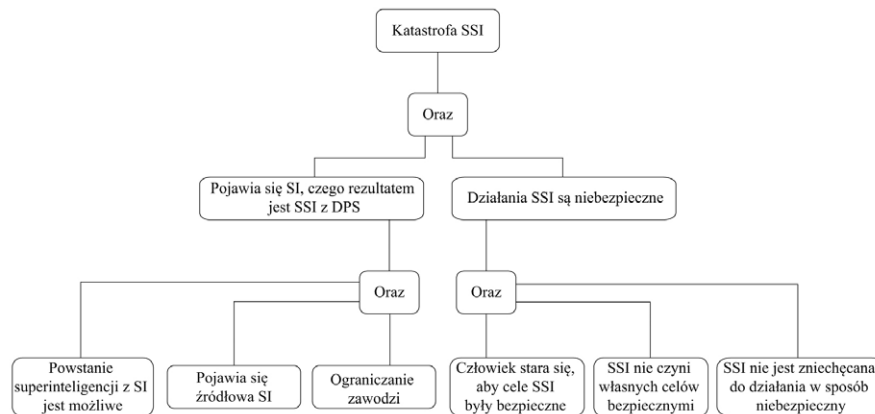 Katastrofa SSI
Oraz
Pojawia się SI, czego rezultatem
jest SSI z DPS
Działania SSI są niebezpieczne
Oraz
Oraz
Powstanie
superinteligencji z SI
jest możliwe
Pojawia się
źródłowa SI
Ograniczanie
zawodzi
Człowiek stara się,
aby cele SSI
były bezpieczne
SSI nie czyni
własnych celów
bezpiecznymi
SSI nie jest zniechęcana
do działania w sposób
niebezpieczny